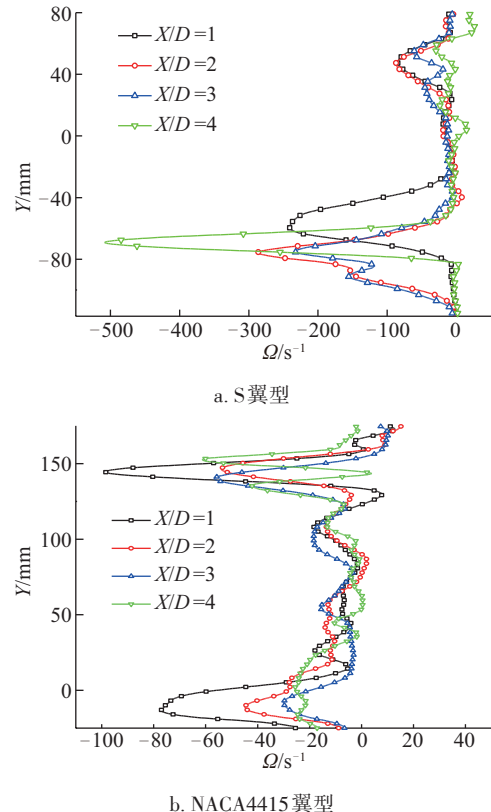 80
40
0
−40
−80
Y/mm
X/D=1
X/D=2
X/D=3
X/D=4
−500 −400 −300 −200 −100 0
Ω/s⁻¹
a. S翼型
150
100
50
0
Y/mm
X/D=1
X/D=2
X/D=3
X/D=4
−100 −80 −60 −40 −20 0 20 40
Ω/s⁻¹
b. NACA4415翼型